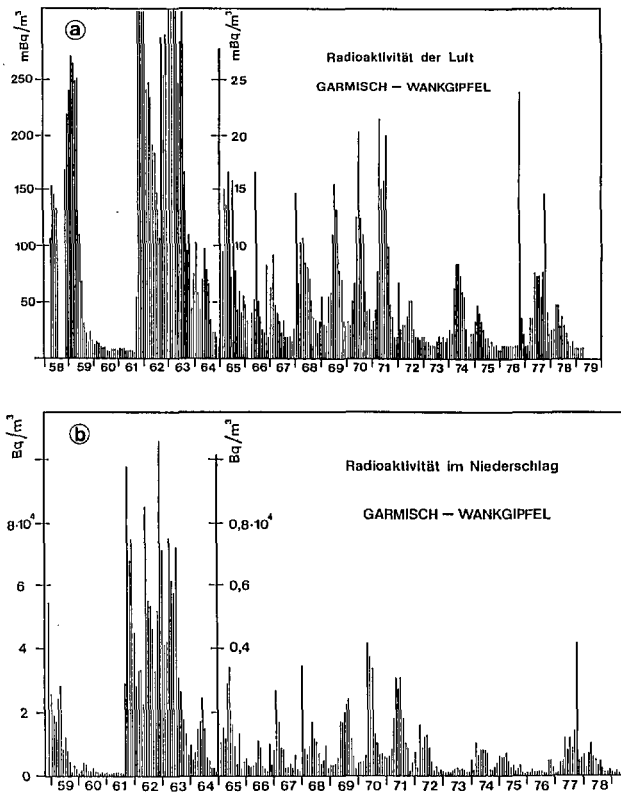 a
mBq/m³
mBq/m³
Radioaktivität der Luft
GARMISCH – WANKGIPFEL
250
25
200
20
150
15
100
10
50
5
0
58 59 60 61 62 63 64 65 66 67 68 69 70 71 72 73 74 75 76 77 78 79
b
Bq/m³
Bq/m³
Radioaktivität im Niederschlag
GARMISCH – WANKGIPFEL
8·10⁴
0,8·10⁴
6
0,6
4
0,4
2
0
59 60 61 62 63 64 65 66 67 68 69 70 71 72 73 74 75 76 77 78